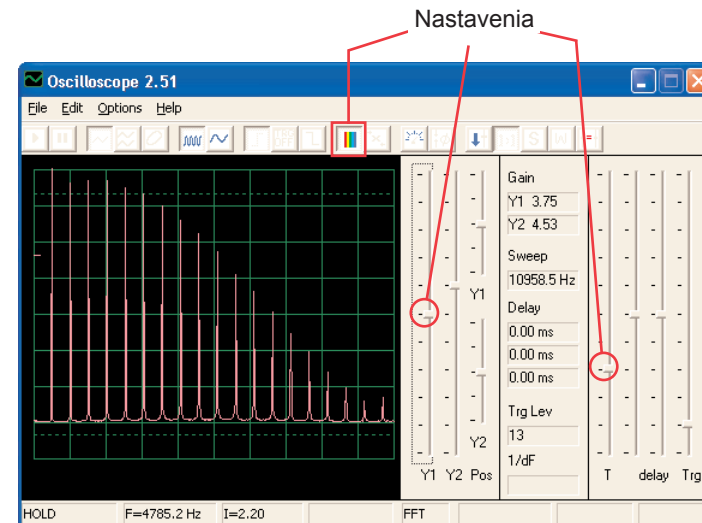 Nastavenia
Oscilloscope 2.51
File Edit Options Help
Gain
Y1 3.75
Y2 4.53
Sweep
10958.5 Hz
Delay
0.00 ms
0.00 ms
0.00 ms
Trg Lev
13
1/dF
Y1
Y2
Y1 Y2 Pos
T delay Trg
HOLD F=4785.2 Hz I=2.20 FFT